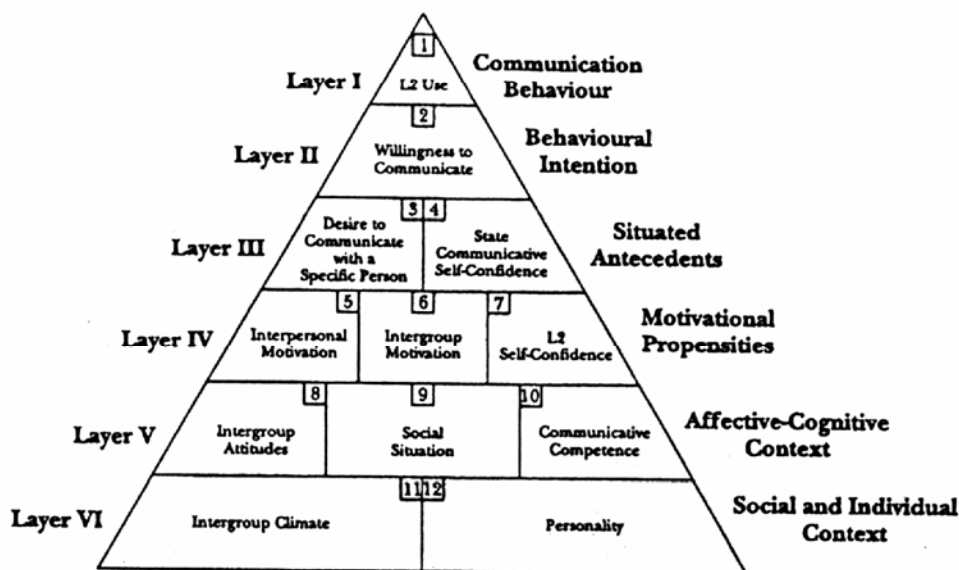 1
Layer I
L2 Use
Communication
Behaviour
2
Layer II
Willingness to
Communicate
Behavioural
Intention
3 4
Layer III
Desire to
Communicate
with a
Specific Person
State
Communicative
Self-Confidence
Situated
Antecedents
5 6 7
Layer IV
Interpersonal
Motivation
Intergroup
Motivation
L2
Self-Confidence
Motivational
Propensities
8 9 10
Layer V
Intergroup
Attitudes
Social
Situation
Communicative
Competence
Affective-Cognitive
Context
11 12
Layer VI
Intergroup Climate
Personality
Social and Individual
Context